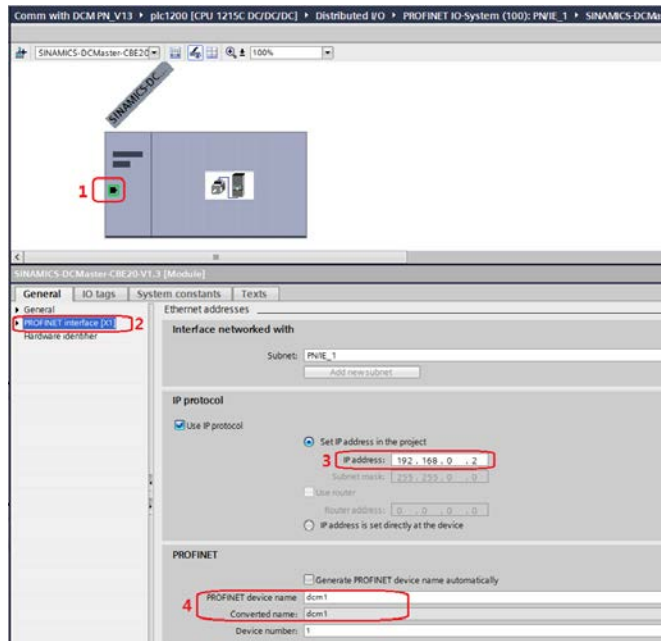 Comm with DCM PN_V13 ▸ plc1200 [CPU 1215C DC/DC/DC] ▸ Distributed I/O ▸ PROFINET IO-System (100): PN/IE_1 ▸ SINAMICS-DCMa
SINAMICS-DCMaster-CBE20 100%
SINAMICS-DC...
1
SINAMICS-DCMaster-CBE20-V1.3 [Module]
General IO tags System constants Texts
General
PROFINET interface [X1] 2
Hardware identifier
Ethernet addresses
Interface networked with
Subnet: PN/IE_1
Add new subnet
IP protocol
Use IP protocol
Set IP address in the project
3 IP address: 192 . 168 . 0 . 2
Subnet mask: 255 . 255 . 0 . 0
Use router
Router address: 0 . 0 . 0 . 0
IP address is set directly at the device
PROFINET
Generate PROFINET device name automatically
4
PROFINET device name dcm1
Converted name: dcm1
Device number: 1